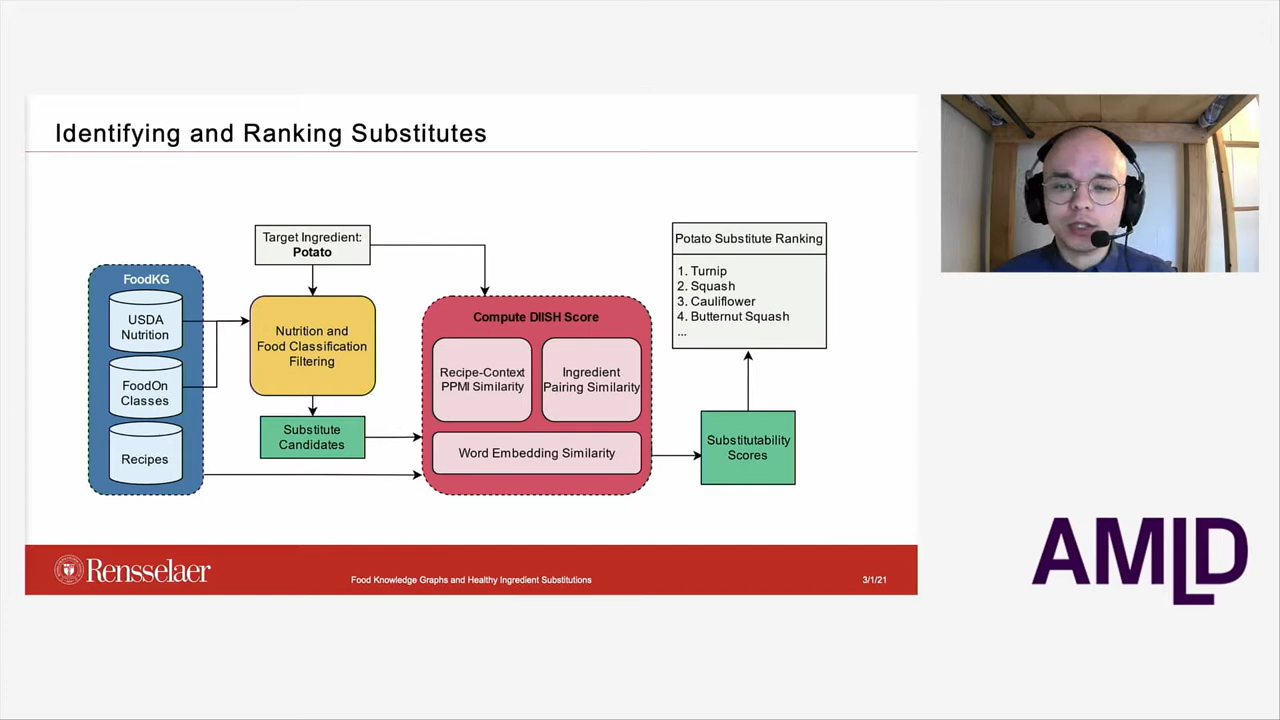 Identifying and Ranking Substitutes
Target Ingredient:
Potato
FoodKG
USDA
Nutrition
FoodOn
Classes
Recipes
Nutrition and
Food Classification
Filtering
Substitute
Candidates
Compute DIISH Score
Recipe-Context
PPMI Similarity
Ingredient
Pairing Similarity
Word Embedding Similarity
Substitutability
Scores
Potato Substitute Ranking
1. Turnip
2. Squash
3. Cauliflower
4. Butternut Squash
...
Rensselaer
Food Knowledge Graphs and Healthy Ingredient Substitutions
3/1/21
AMLD